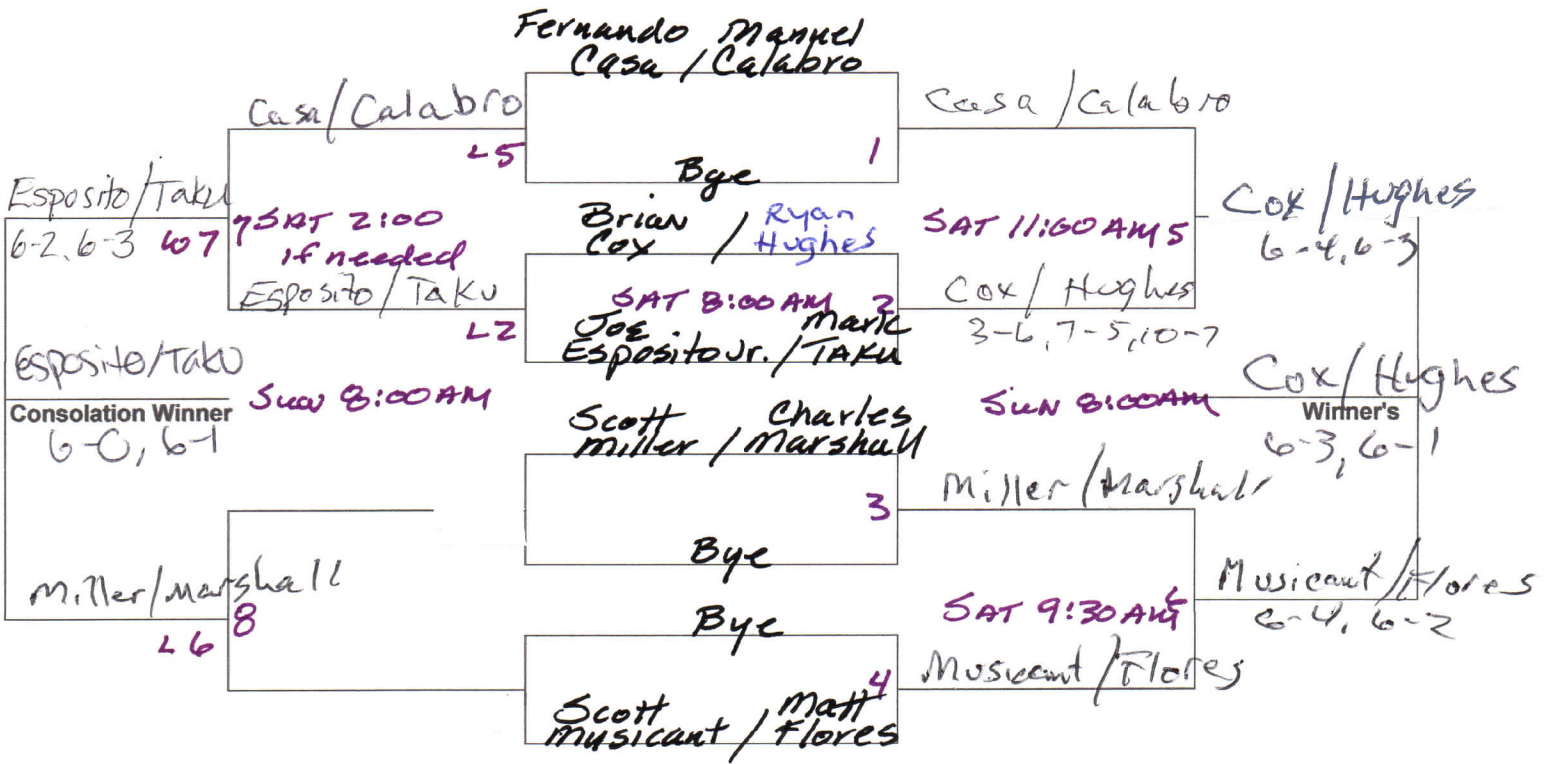 Fernando Manuel
Casa / Calabro
Casa/Calabro
Casa/Calabro
L5
1
Bye
Esposito/Taku
6-2, 6-3 W7
7 SAT 2:00
if needed
Brian
Cox /
Ryan
Hughes
SAT 11:00 AM 5
Cox/Hughes
6-4, 6-3
Esposito/Taku
L2
SAT 8:00 AM 2
Joe Mark
Esposito Jr. / TAKU
Cox/Hughes
3-6, 7-5, 10-7
Esposito/Taku
Consolation Winner
6-0, 6-1
Sun 8:00 AM
SUN 8:00 AM
Cox/Hughes
Winner's
6-3, 6-1
Scott Charles
Miller / Marshall
3
Bye
Miller/Marshall
Miller/Marshall
L6
8
Bye
SAT 9:30 AM 6
Musicant/Flores
6-4, 6-2
Musicant/Flores
4
Scott Matt
Musicant / Flores